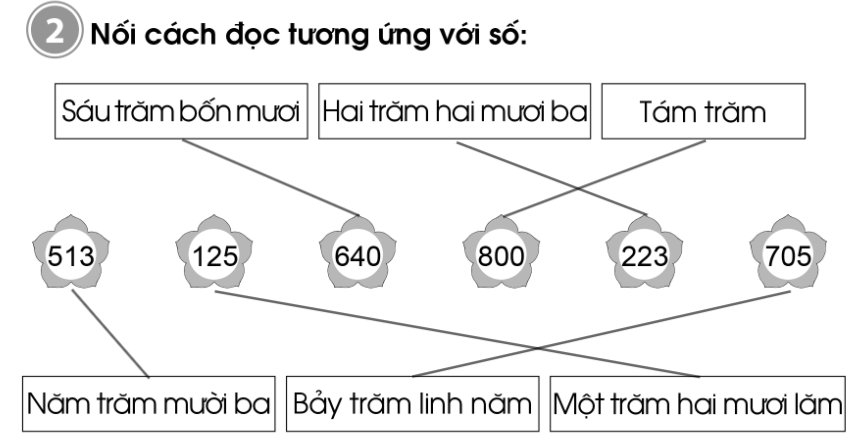 2 Nối cách đọc tương ứng với số:
Sáu trăm bốn mươi Hai trăm hai mươi ba Tám trăm
513 125 640 800 223 705
Năm trăm mười ba Bảy trăm linh năm Một trăm hai mươi lăm